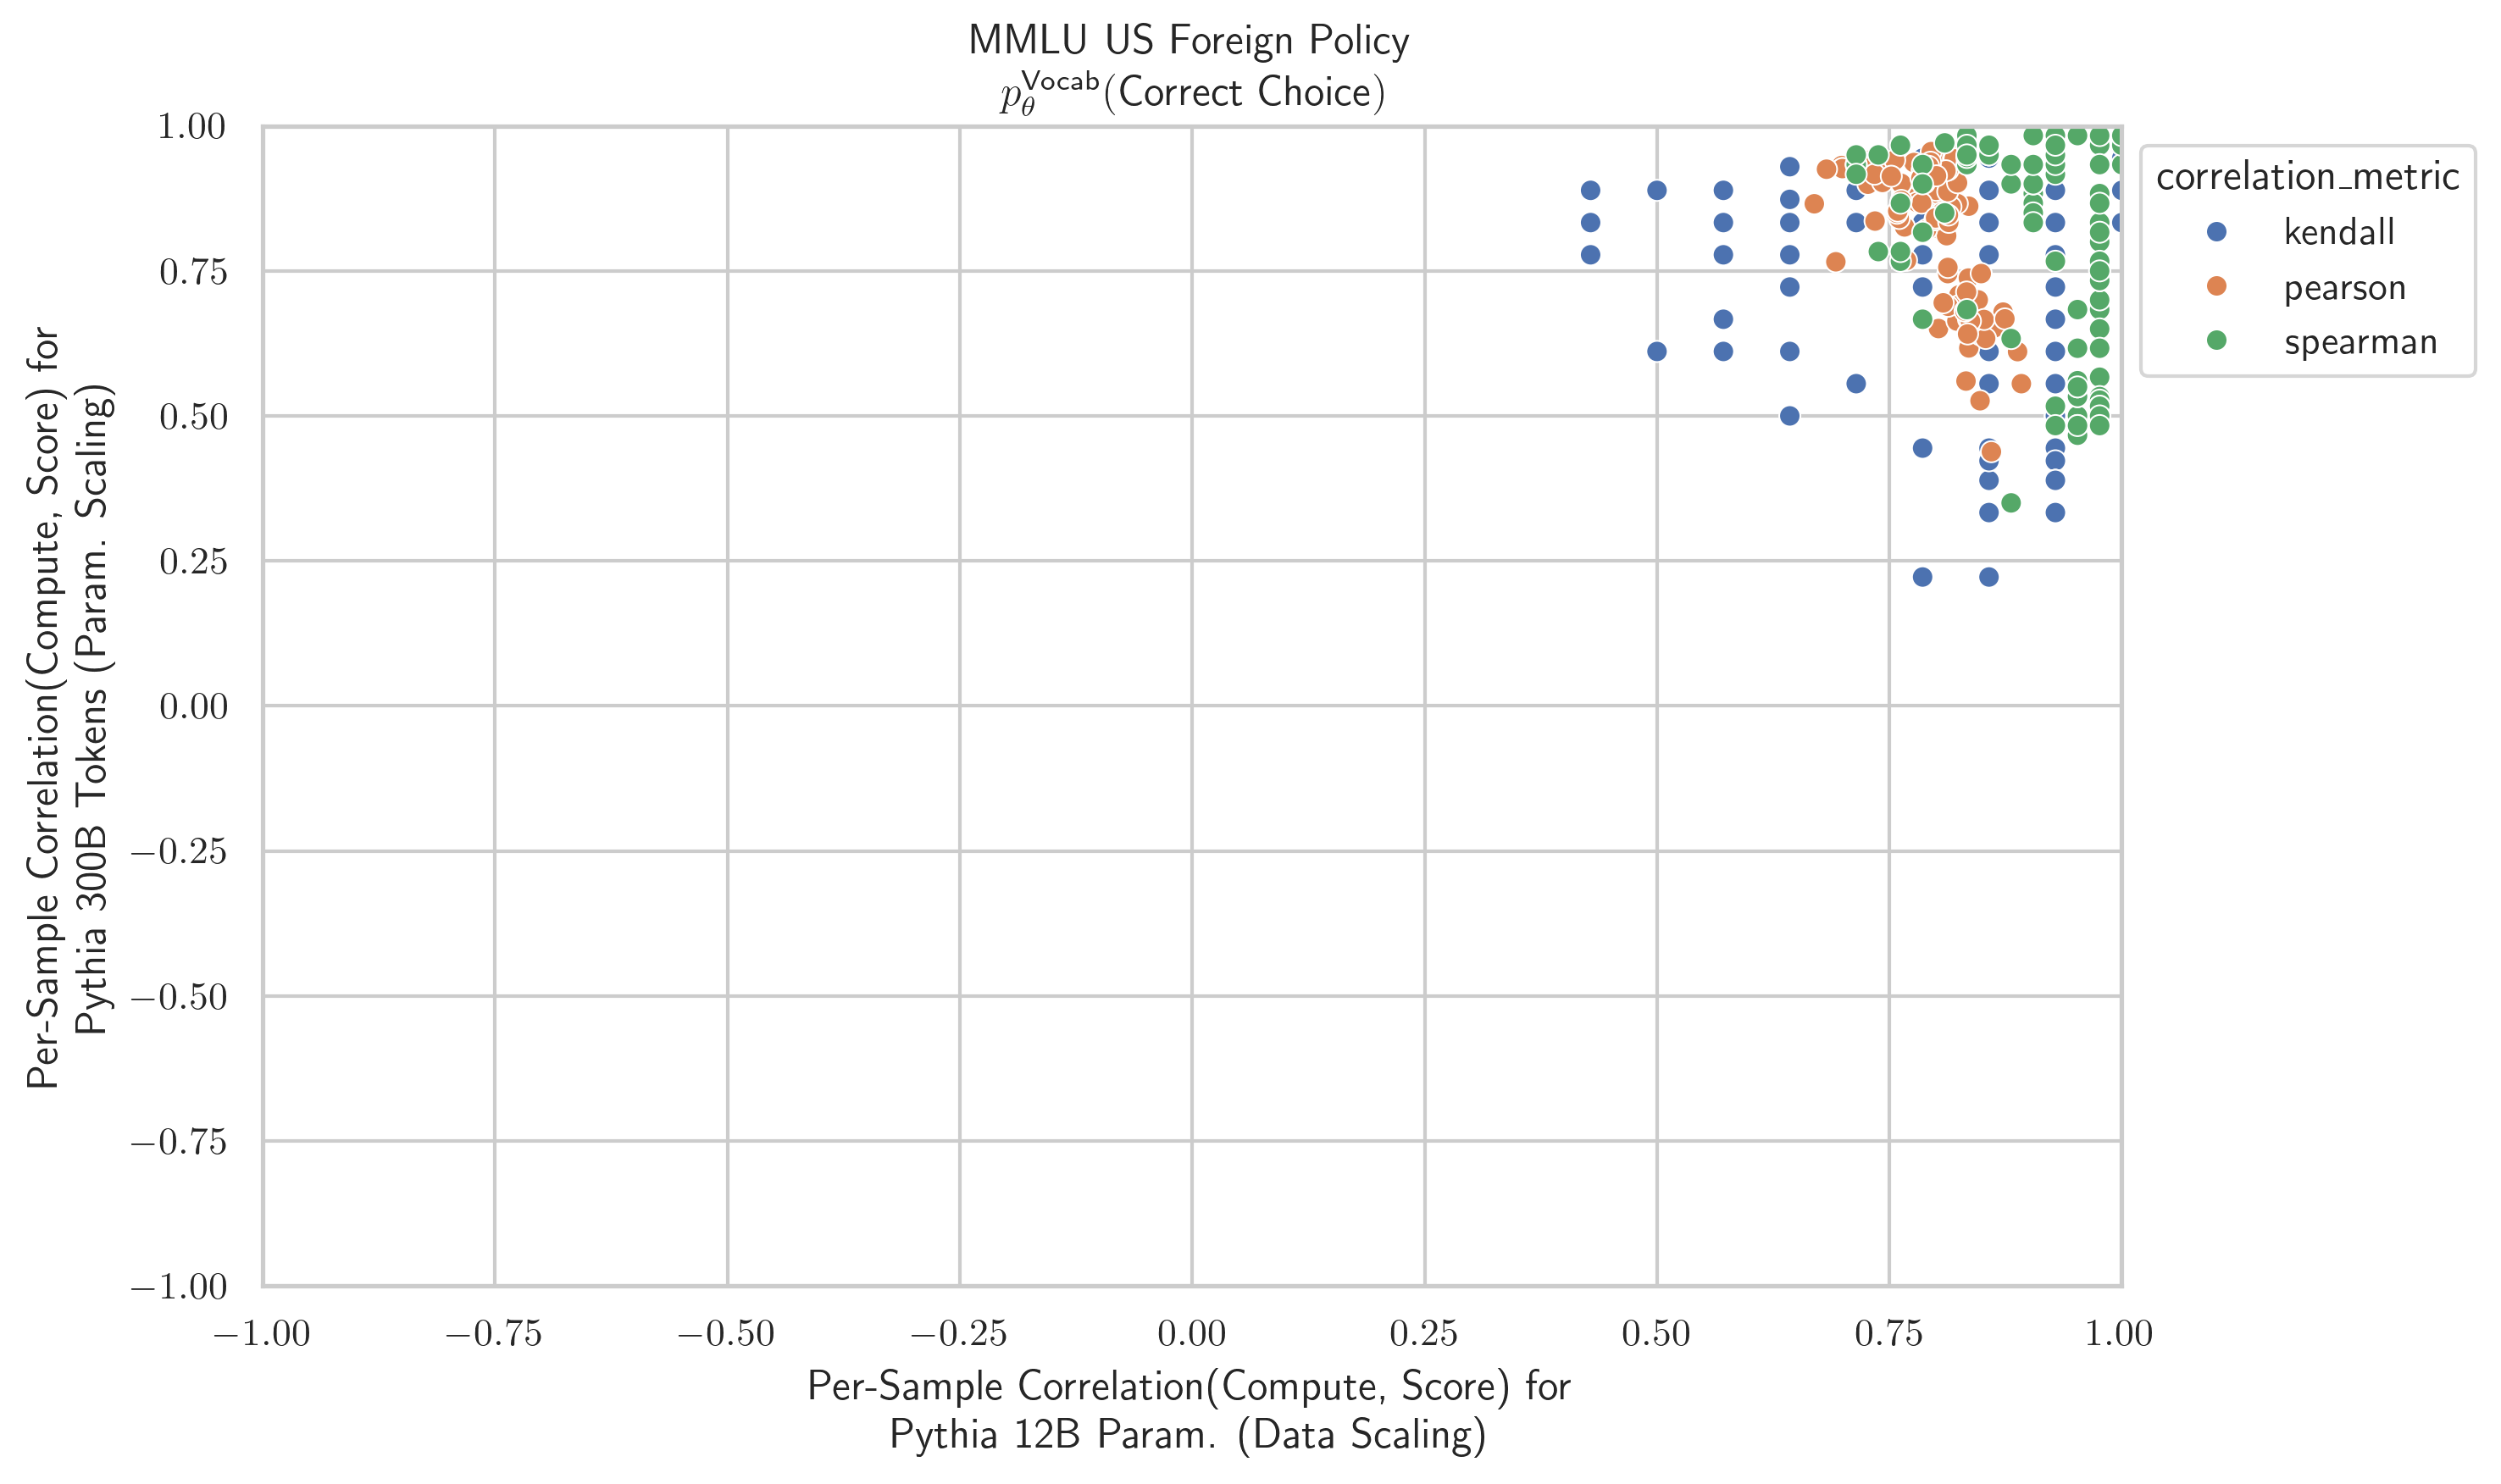 MMLU US Foreign Policy
p_θ^Vocab(Correct Choice)
1.00
0.75
0.50
0.25
0.00
−0.25
−0.50
−0.75
−1.00
Per-Sample Correlation(Compute, Score) for
Pythia 300B Tokens (Param. Scaling)
correlation_metric
kendall
pearson
spearman
−1.00 −0.75 −0.50 −0.25 0.00 0.25 0.50 0.75 1.00
Per-Sample Correlation(Compute, Score) for
Pythia 12B Param. (Data Scaling)